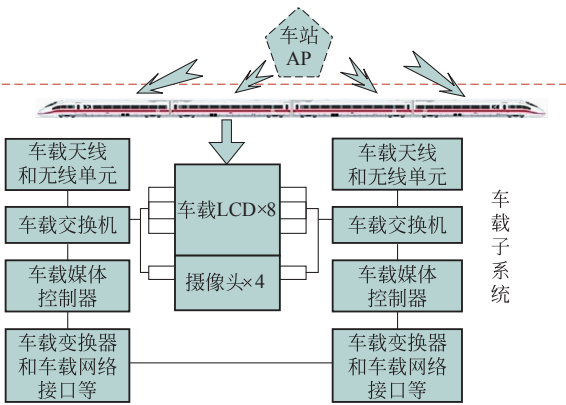 车站
AP
车载天线
和无线单元
车载交换机
车载媒体
控制器
车载变换器
和车载网络
接口等
车载LCD×8
摄像头×4
车载天线
和无线单元
车载交换机
车载媒体
控制器
车载变换器
和车载网络
接口等
车载子系统